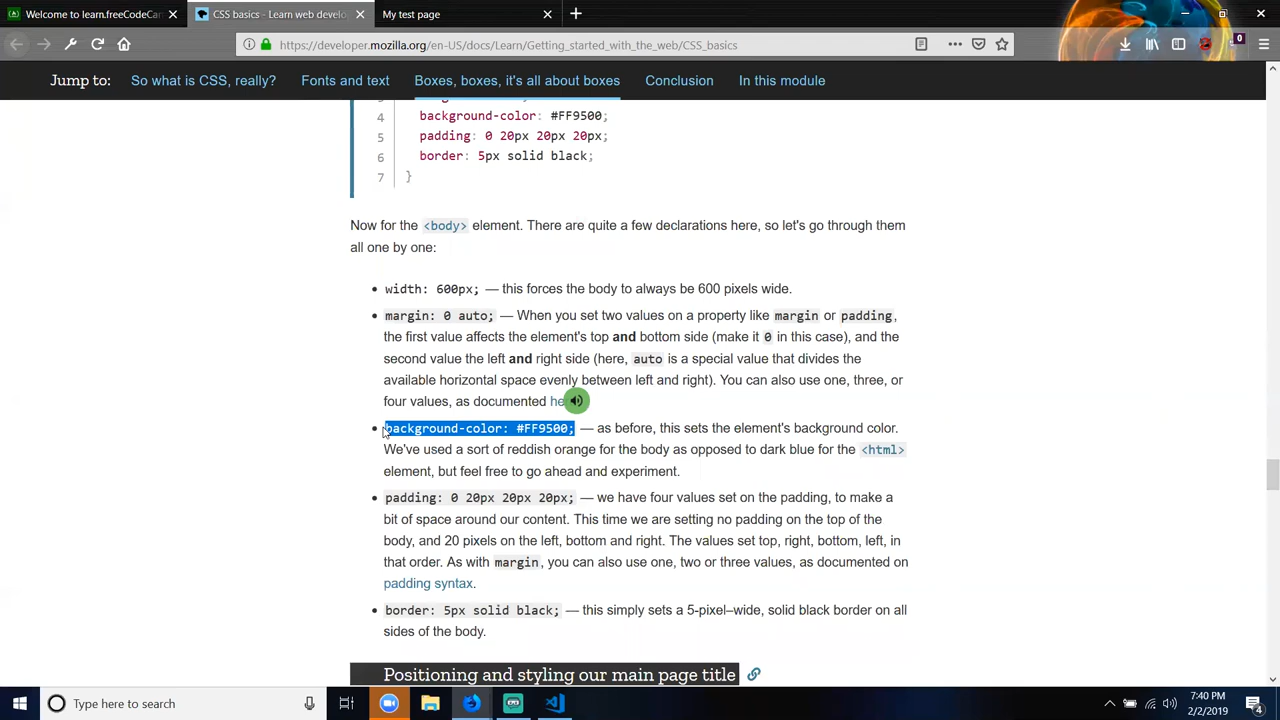 Welcome to learn.freeCodeCam
CSS basics - Learn web develo
My test page
https://developer.mozilla.org/en-US/docs/Learn/Getting_started_with_the_web/CSS_basics
0
Jump to: So what is CSS, really? Fonts and text Boxes, boxes, it's all about boxes Conclusion In this module
4 background-color: #FF9500;
5 padding: 0 20px 20px 20px;
6 border: 5px solid black;
7 }
Now for the <body> element. There are quite a few declarations here, so let's go through them
all one by one:
width: 600px; — this forces the body to always be 600 pixels wide.
margin: 0 auto; — When you set two values on a property like margin or padding,
the first value affects the element's top and bottom side (make it 0 in this case), and the
second value the left and right side (here, auto is a special value that divides the
available horizontal space evenly between left and right). You can also use one, three, or
four values, as documented he
background-color: #FF9500; — as before, this sets the element's background color.
We've used a sort of reddish orange for the body as opposed to dark blue for the <html>
element, but feel free to go ahead and experiment.
padding: 0 20px 20px 20px; — we have four values set on the padding, to make a
bit of space around our content. This time we are setting no padding on the top of the
body, and 20 pixels on the left, bottom and right. The values set top, right, bottom, left, in
that order. As with margin, you can also use one, two or three values, as documented on
padding syntax.
border: 5px solid black; — this simply sets a 5-pixel–wide, solid black border on all
sides of the body.
Positioning and styling our main page title
Type here to search
7:40 PM
2/2/2019
4